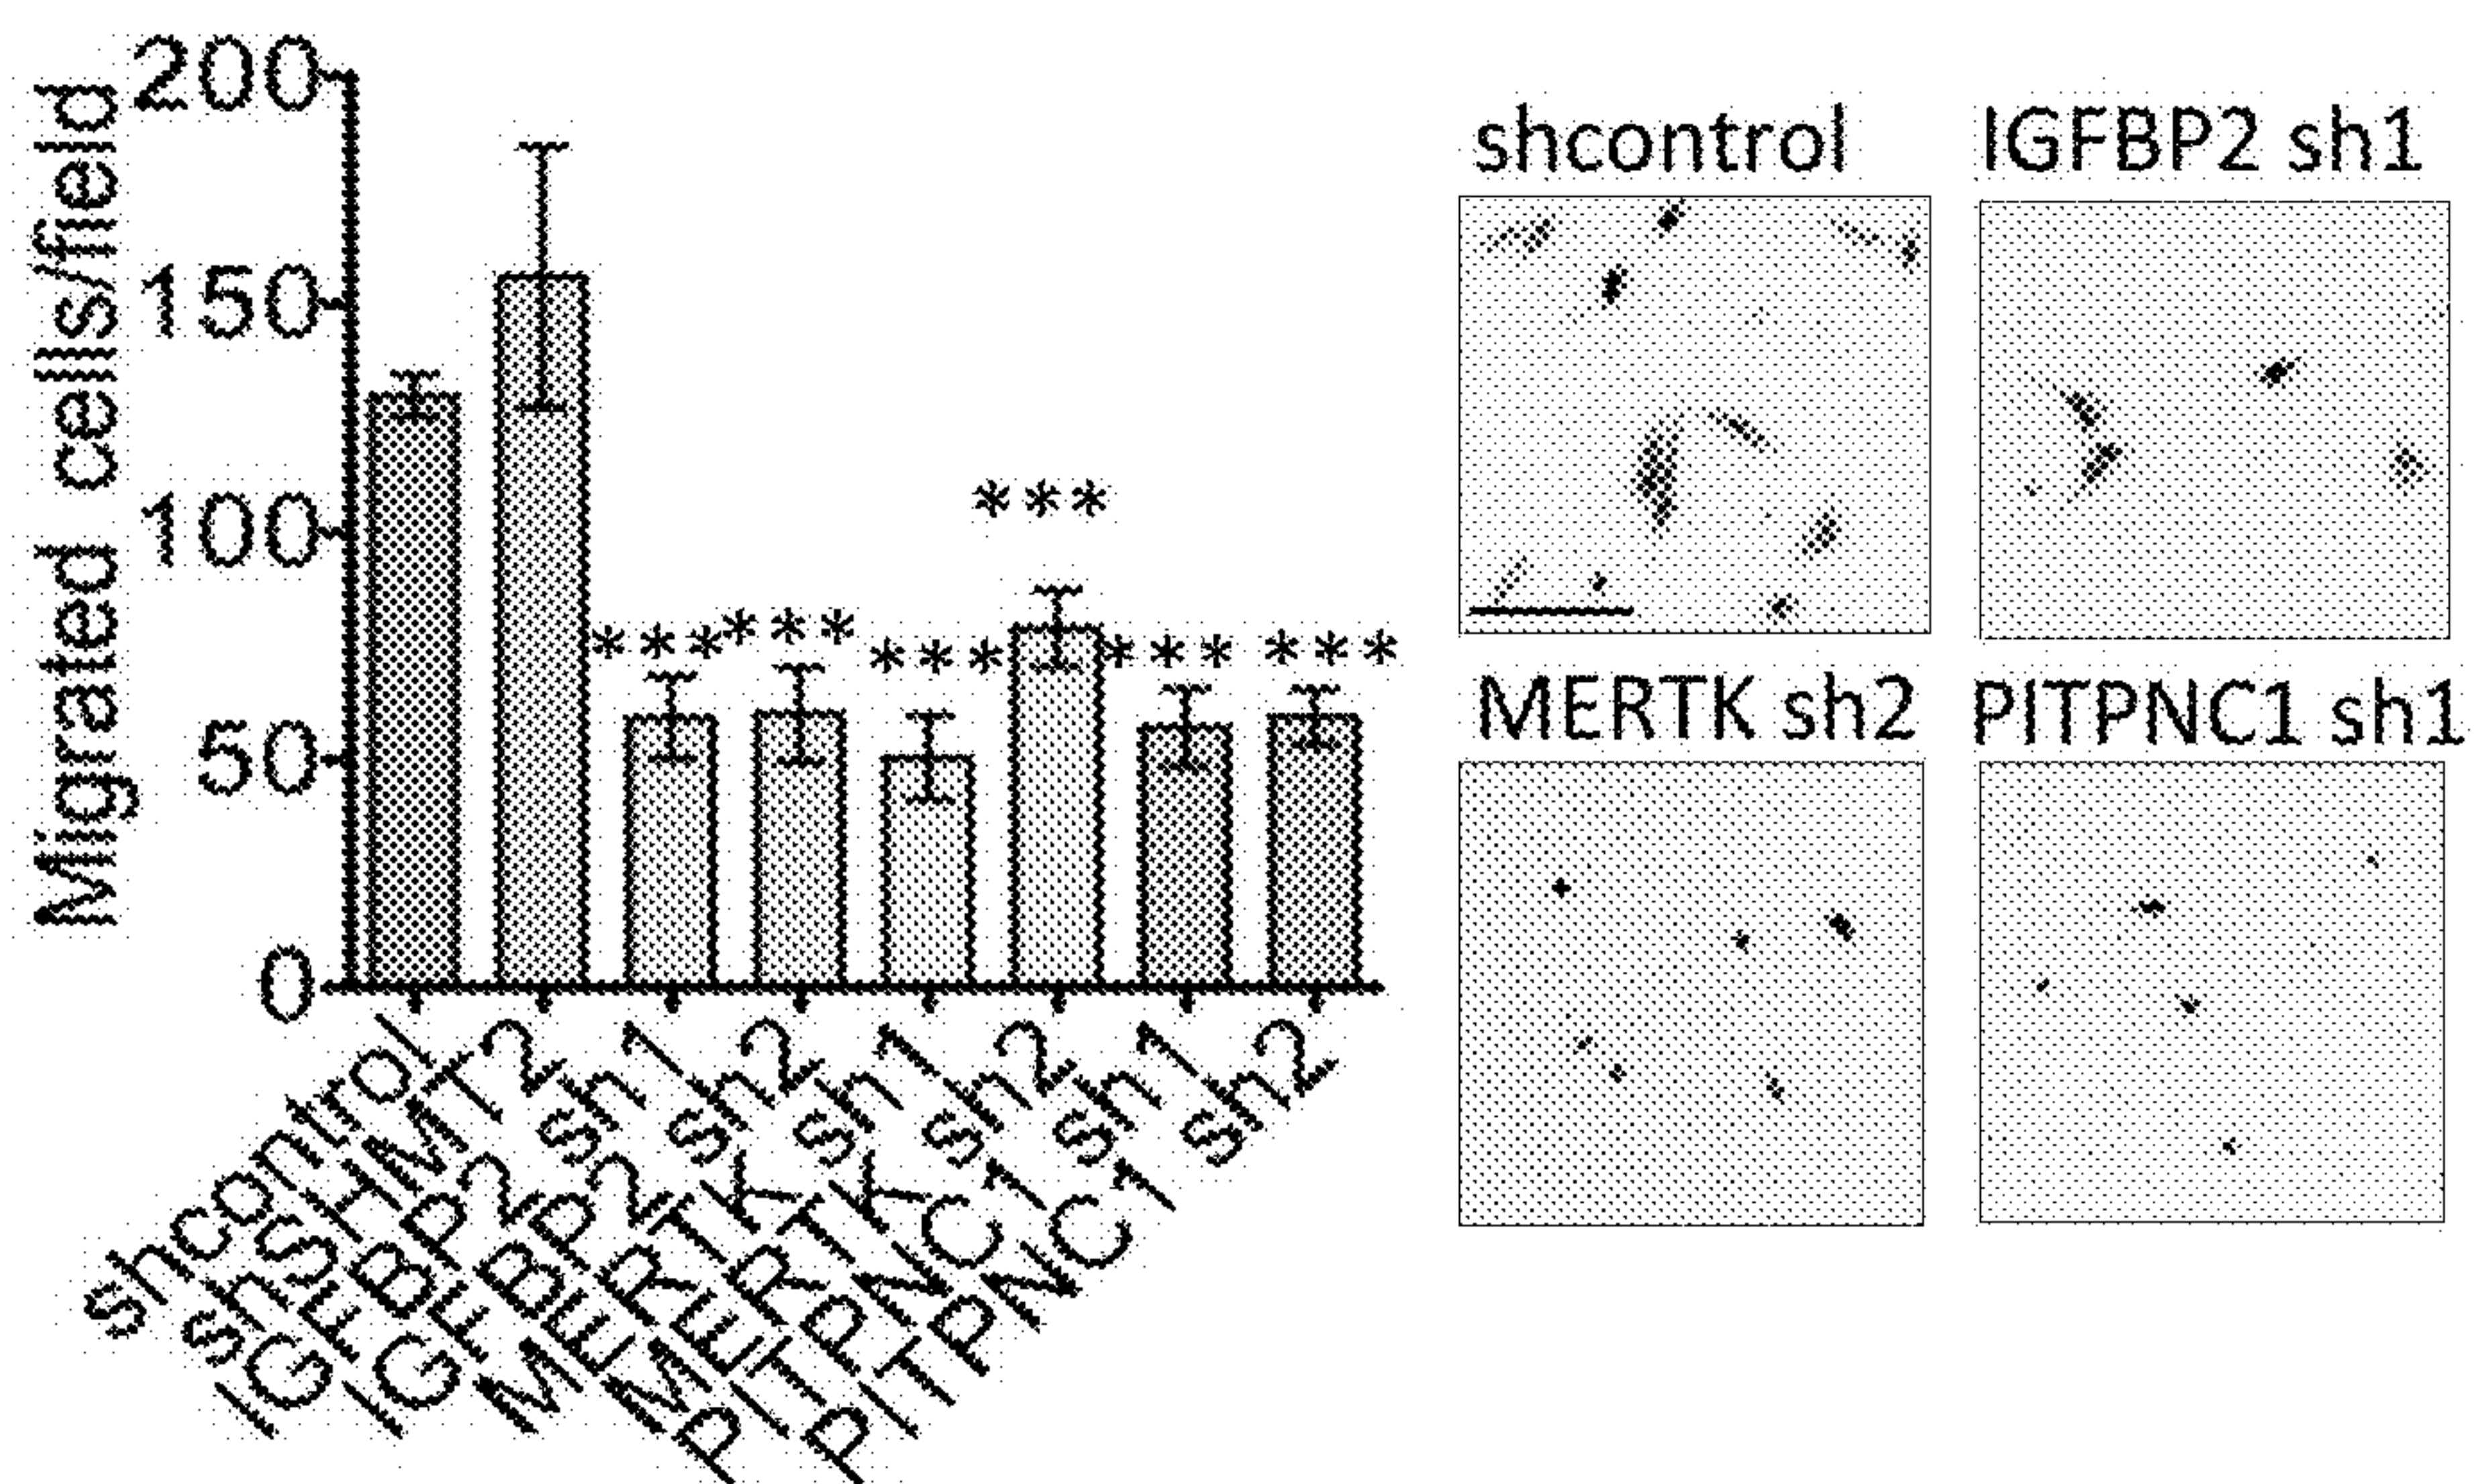 Migrated cells/field
200
150
100
50
0
***
***
***
***
***
***
shcontrol
shSHMT2
IGFBP2 sh1
IGFBP2 sh2
MERTK sh1
MERTK sh2
PITPNC1 sh1
PITPNC1 sh2
shcontrol
IGFBP2 sh1
MERTK sh2
PITPNC1 sh1